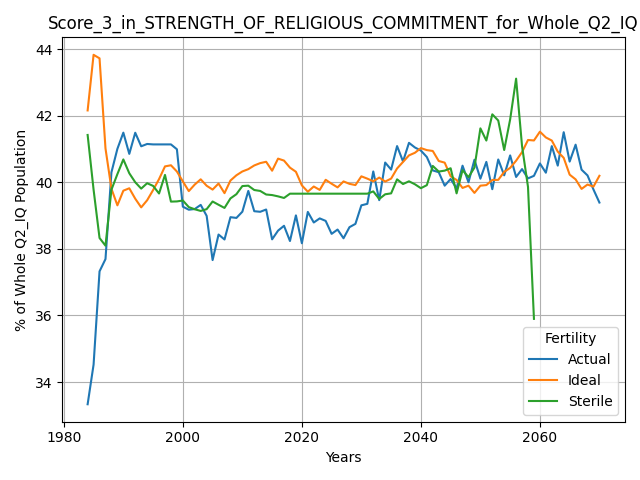 Score_3_in_STRENGTH_OF_RELIGIOUS_COMMITMENT_for_Whole_Q2_IQ
44
42
40
38
36
34
% of Whole Q2_IQ Population
1980
2000
2020
2040
2060
Years
Fertility
Actual
Ideal
Sterile